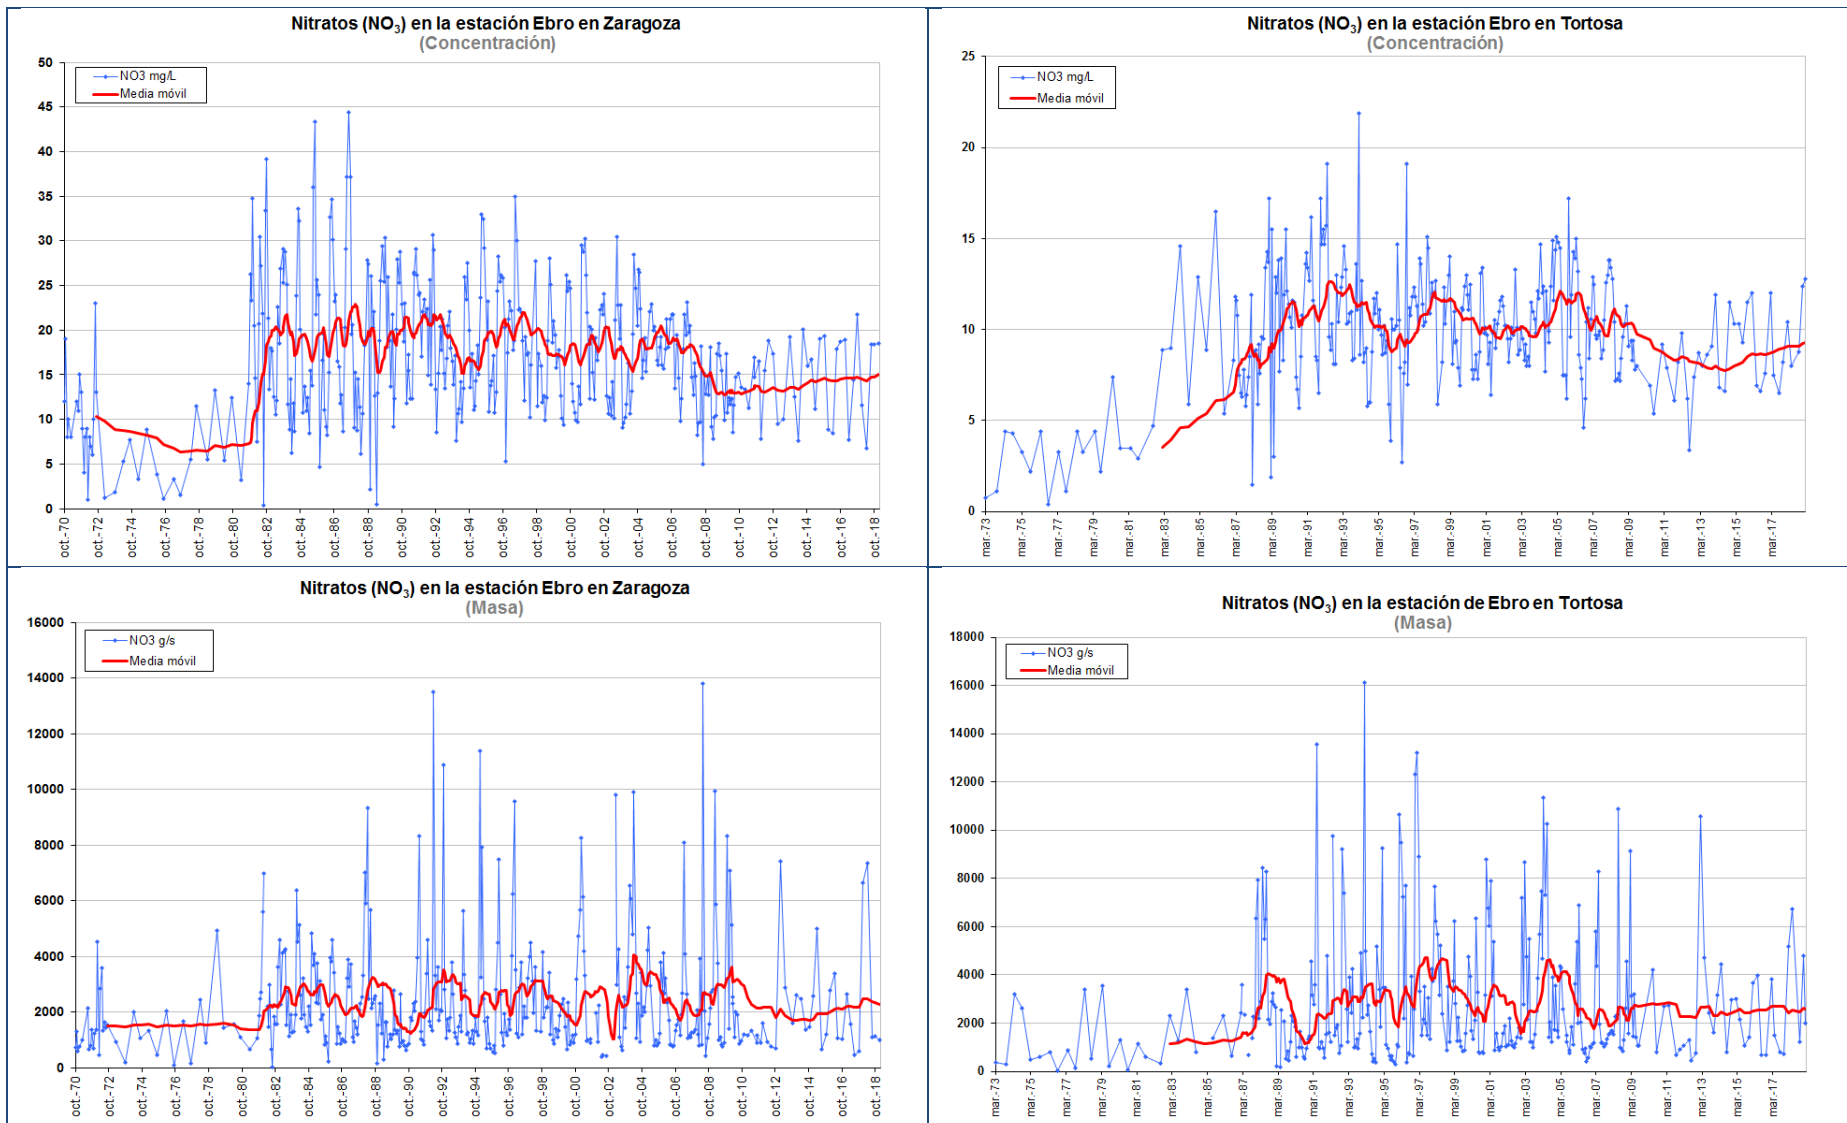 Nitratos (NO3) en la estación Ebro en Zaragoza
(Concentración)
50
45
40
35
30
25
20
15
10
5
0
NO3 mg/L
Media móvil
oct.-70
oct.-72
oct.-74
oct.-76
oct.-78
oct.-80
oct.-82
oct.-84
oct.-86
oct.-88
oct.-90
oct.-92
oct.-94
oct.-96
oct.-98
oct.-00
oct.-02
oct.-04
oct.-06
oct.-08
oct.-10
oct.-12
oct.-14
oct.-16
oct.-18
Nitratos (NO3) en la estación Ebro en Tortosa
(Concentración)
25
20
15
10
5
0
NO3 mg/L
Media móvil
mar.-73
mar.-75
mar.-77
mar.-79
mar.-81
mar.-83
mar.-85
mar.-87
mar.-89
mar.-91
mar.-93
mar.-95
mar.-97
mar.-99
mar.-01
mar.-03
mar.-05
mar.-07
mar.-09
mar.-11
mar.-13
mar.-15
mar.-17
Nitratos (NO3) en la estación Ebro en Zaragoza
(Masa)
16000
14000
12000
10000
8000
6000
4000
2000
0
NO3 g/s
Media móvil
oct.-70
oct.-72
oct.-74
oct.-76
oct.-78
oct.-80
oct.-82
oct.-84
oct.-86
oct.-88
oct.-90
oct.-92
oct.-94
oct.-96
oct.-98
oct.-00
oct.-02
oct.-04
oct.-06
oct.-08
oct.-10
oct.-12
oct.-14
oct.-16
oct.-18
Nitratos (NO3) en la estación de Ebro en Tortosa
(Masa)
18000
16000
14000
12000
10000
8000
6000
4000
2000
0
NO3 g/s
Media móvil
mar.-73
mar.-75
mar.-77
mar.-79
mar.-81
mar.-83
mar.-85
mar.-87
mar.-89
mar.-91
mar.-93
mar.-95
mar.-97
mar.-99
mar.-01
mar.-03
mar.-05
mar.-07
mar.-09
mar.-11
mar.-13
mar.-15
mar.-17